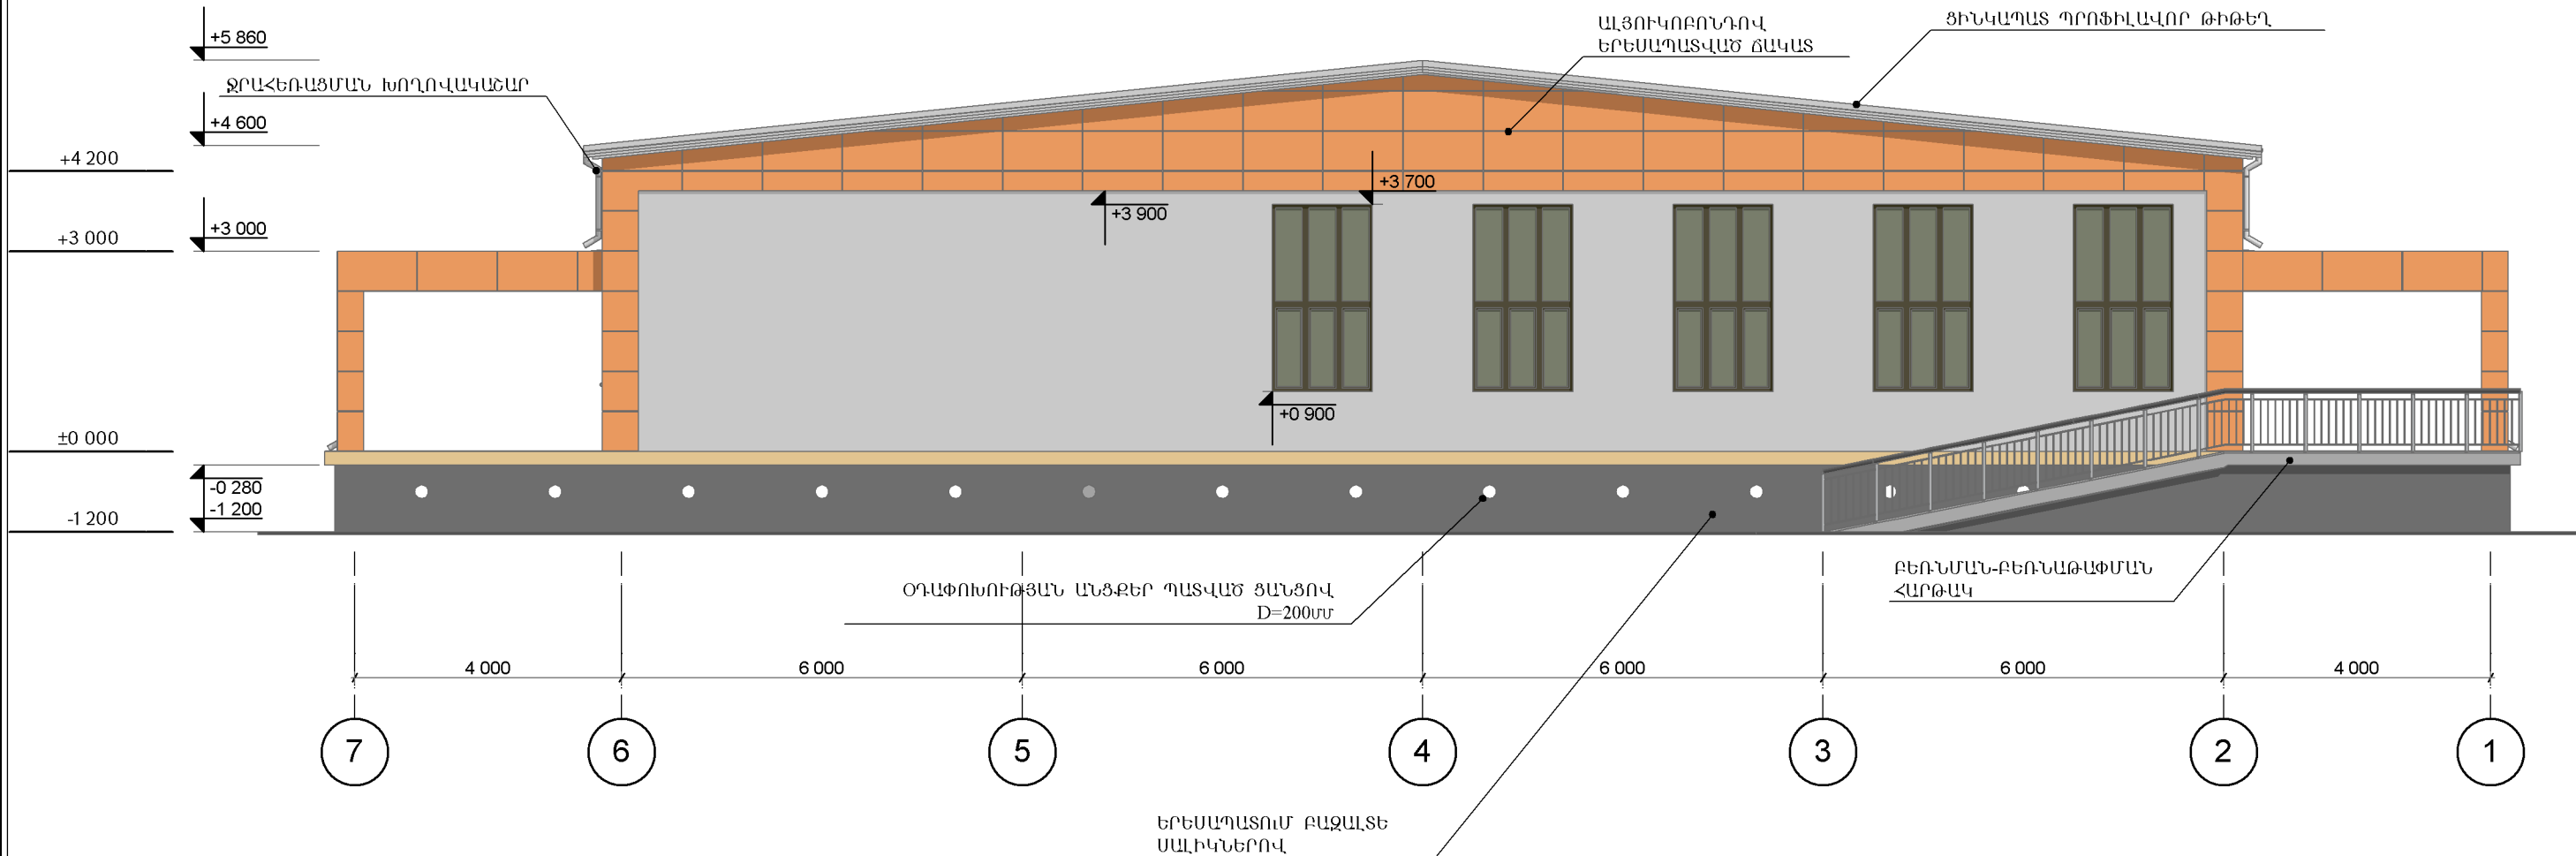 ԱԼՅՈՒԿՈԲՈՆԴՈՎ
ԵՐԵՍԱՊԱՏՎԱԾ ՃԱԿԱՏ
ՑԻՆԿԱՊԱՏ ՊՐՈՖԻԼԱՎՈՐ ԹԻԹԵՂ
+5 860
ՋՐԱՀԵՌԱՑՄԱՆ ԽՈՂՈՎԱԿԱՇԱՐ
+4 600
+4 200
+3 700
+3 900
+3 000
+3 000
+0 900
±0 000
-0 280
-1 200
-1 200
ՕԴԱՓՈԽՈՒԹՅԱՆ ԱՆՑՔԵՐ ՊԱՏՎԱԾ ՑԱՆՑՈՎ
D=200մմ
ԲԵՌՆՄԱՆ-ԲԵՌՆԱԹԱՓՄԱՆ
ՀԱՐԹԱԿ
4 000 6 000 6 000 6 000 6 000 4 000
7 6 5 4 3 2 1
ԵՐԵՍԱՊԱՏՈՒՄ ԲԱԶԱԼՏԵ
ՍԱԼԻԿՆԵՐՈՎ